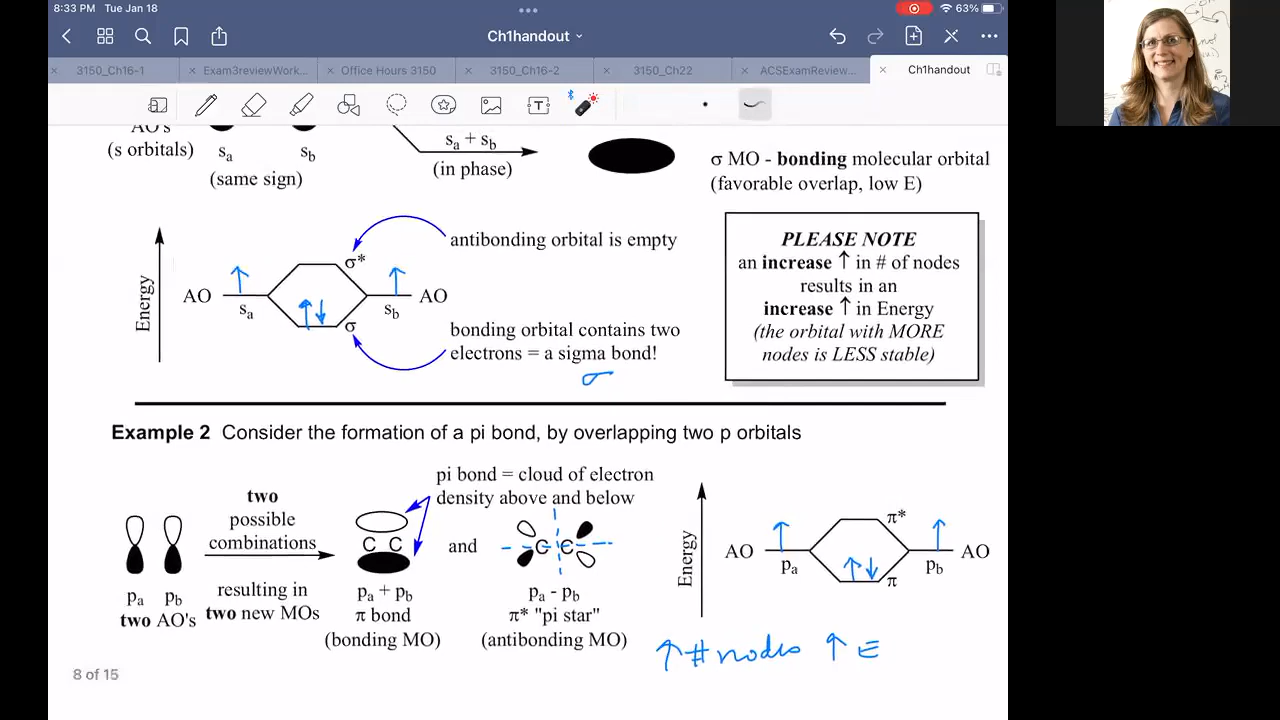 8:33 PM Tue Jan 18
63%
Ch1handout
3150_Ch16-1
Exam3reviewWork...
Office Hours 3150
3150_Ch16-2
3150_Ch22
ACSExamReview...
Ch1handout
AO's
(s orbitals)
sa
sb
(same sign)
sa + sb
(in phase)
σ MO - bonding molecular orbital
(favorable overlap, low E)
Energy
AO
sa
σ*
σ
sb
AO
antibonding orbital is empty
bonding orbital contains two
electrons = a sigma bond!
σ
PLEASE NOTE
an increase ↑ in # of nodes
results in an
increase ↑ in Energy
(the orbital with MORE
nodes is LESS stable)
Example 2 Consider the formation of a pi bond, by overlapping two p orbitals
pa pb
two AO's
two
possible
combinations
resulting in
two new MOs
pi bond = cloud of electron
density above and below
C C
pa + pb
π bond
(bonding MO)
and
C C
pa - pb
π* "pi star"
(antibonding MO)
Energy
AO
pa
π*
π
pb
AO
↑ # nodes ↑ E
8 of 15